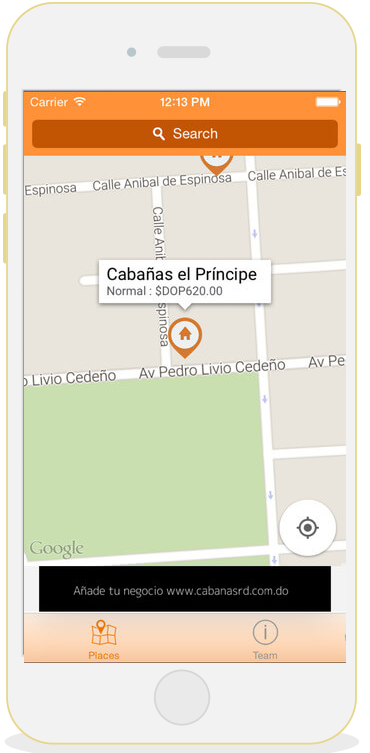 Carrier 12:13 PM
Search
Espinosa Calle Anibal de Espinosa Calle Anibal de Es
Calle Anib
Cabañas el Príncipe
Normal : $DOP620.00
spinosa
o Livio Cedeño Av Pedro Livio Cedeño Av Pe
Google
Añade tu negocio www.cabanasrd.com.do
Places Team